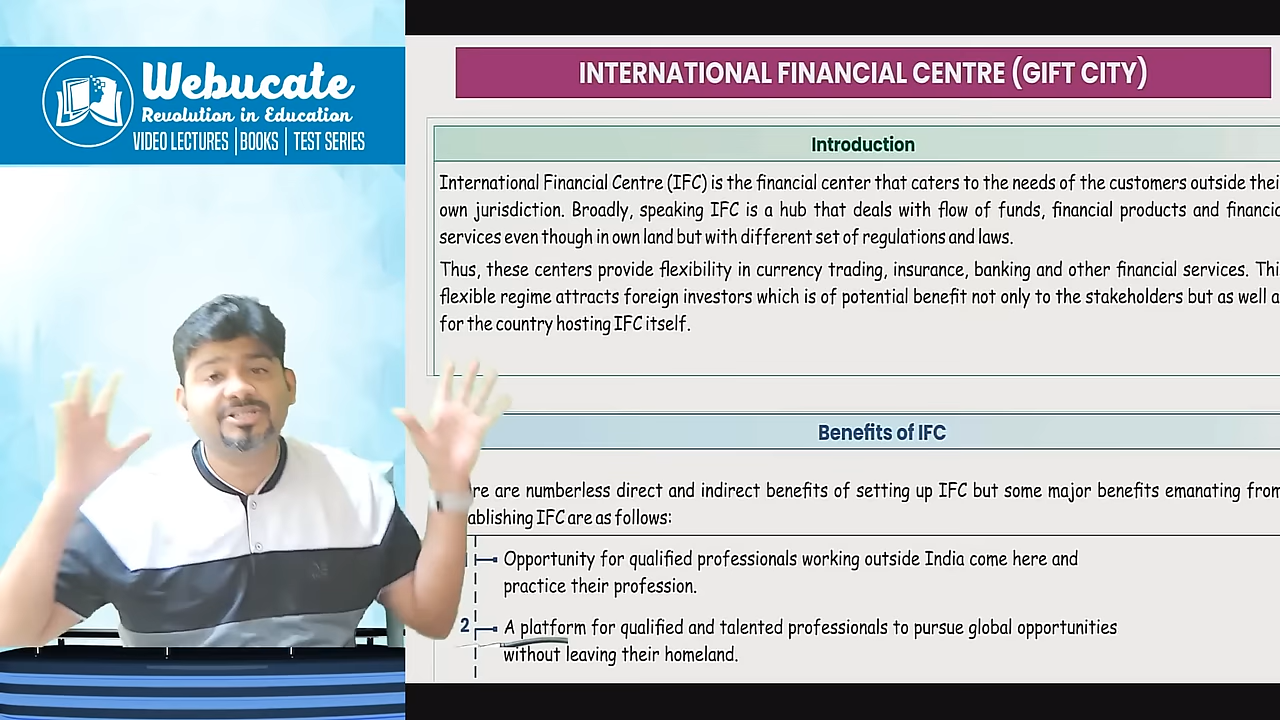 Webucate
Revolution in Education
VIDEO LECTURES | BOOKS | TEST SERIES
INTERNATIONAL FINANCIAL CENTRE (GIFT CITY)
Introduction
International Financial Centre (IFC) is the financial center that caters to the needs of the customers outside thei
own jurisdiction. Broadly, speaking IFC is a hub that deals with flow of funds, financial products and financi
services even though in own land but with different set of regulations and laws.
Thus, these centers provide flexibility in currency trading, insurance, banking and other financial services. Thi
flexible regime attracts foreign investors which is of potential benefit not only to the stakeholders but as well a
for the country hosting IFC itself.
Benefits of IFC
re are numberless direct and indirect benefits of setting up IFC but some major benefits emanating from
ablishing IFC are as follows:
Opportunity for qualified professionals working outside India come here and
practice their profession.
2 A platform for qualified and talented professionals to pursue global opportunities
without leaving their homeland.